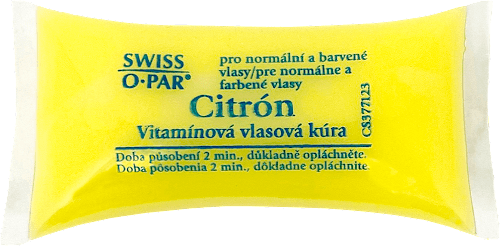 SWISS
O·PAR®
pro normální a barvené
vlasy/pre normálne a
farbené vlasy
Citrón
Vitamínová vlasová kúra
CS377123
Doba působení 2 min., důkladně opláchněte.
Doba pôsobenia 2 min., dôkladne opláchnite.